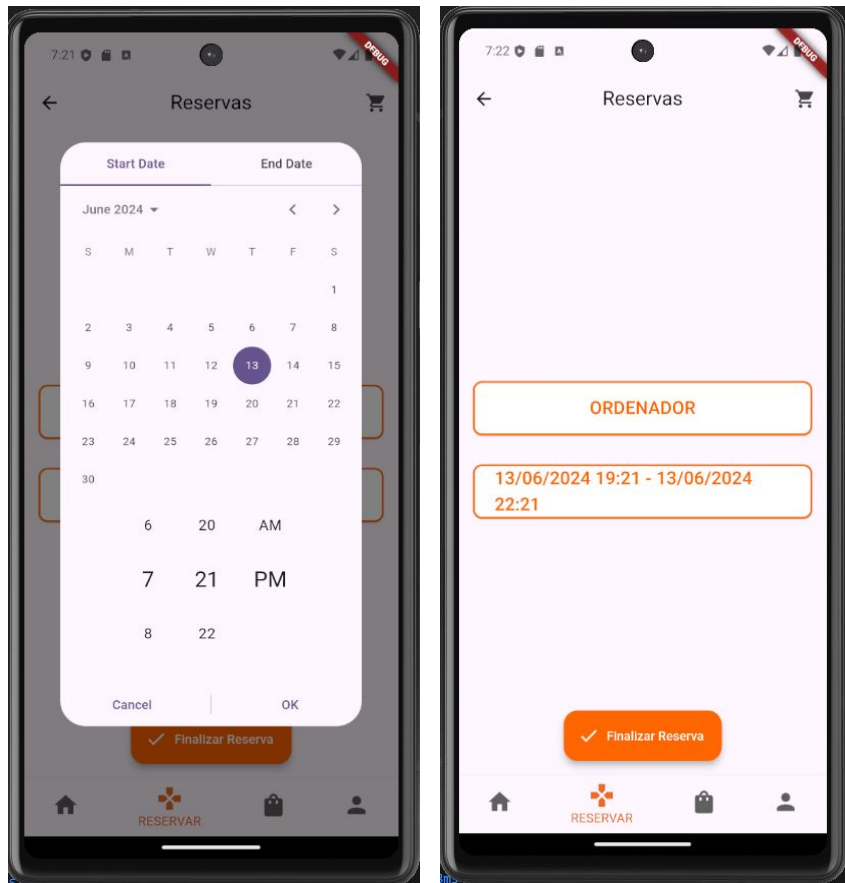 7:21
DEBUG
Reservas
Start Date End Date
June 2024
S M T W T F S
1
2 3 4 5 6 7 8
9 10 11 12 13 14 15
16 17 18 19 20 21 22
23 24 25 26 27 28 29
30
6 20 AM
7 21 PM
8 22
Cancel OK
Finalizar Reserva
RESERVAR
7:22
DEBUG
Reservas
ORDENADOR
13/06/2024 19:21 - 13/06/2024
22:21
Finalizar Reserva
RESERVAR